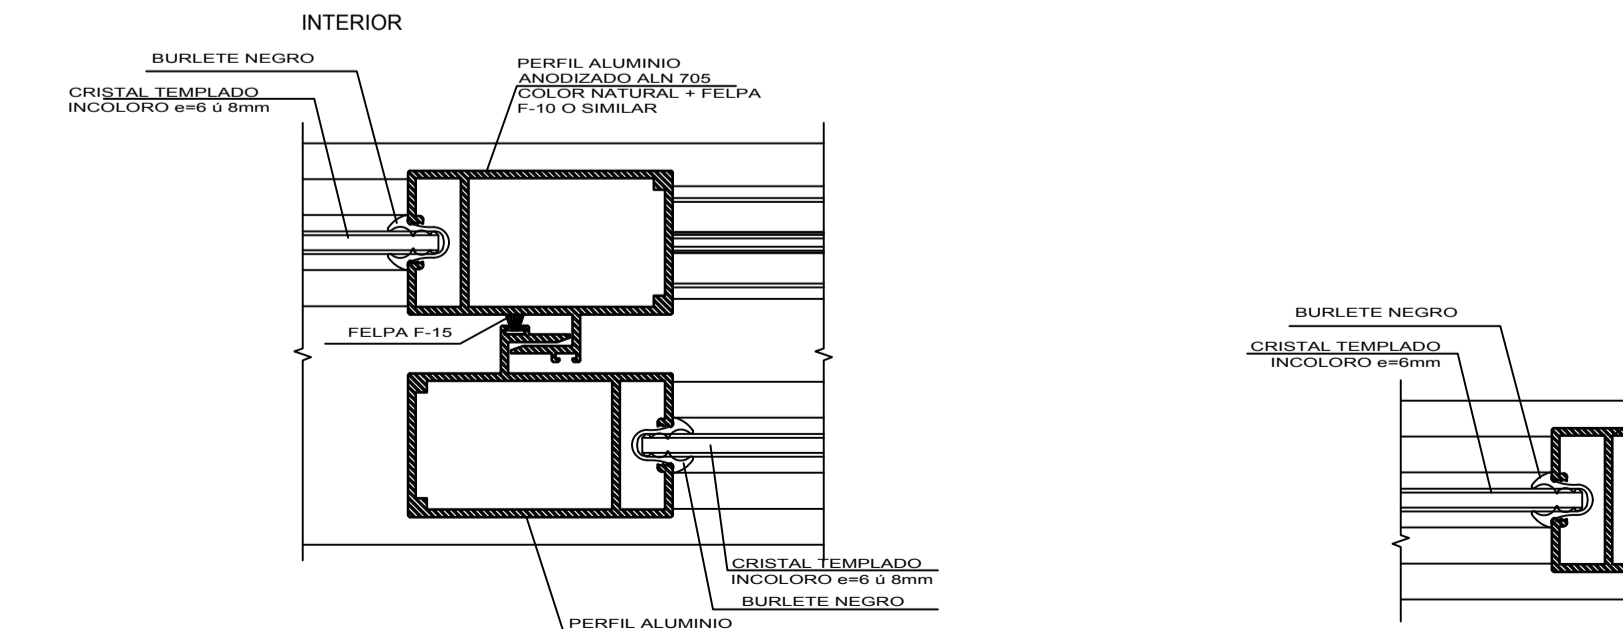 INTERIOR
BURLETE NEGRO
CRISTAL TEMPLADO
INCOLORO e=6 ú 8mm
PERFIL ALUMINIO
ANODIZADO ALN 705
COLOR NATURAL + FELPA
F-10 O SIMILAR
FELPA F-15
CRISTAL TEMPLADO
INCOLORO e=6 ú 8mm
BURLETE NEGRO
PERFIL ALUMINIO
BURLETE NEGRO
CRISTAL TEMPLADO
INCOLORO e=6mm